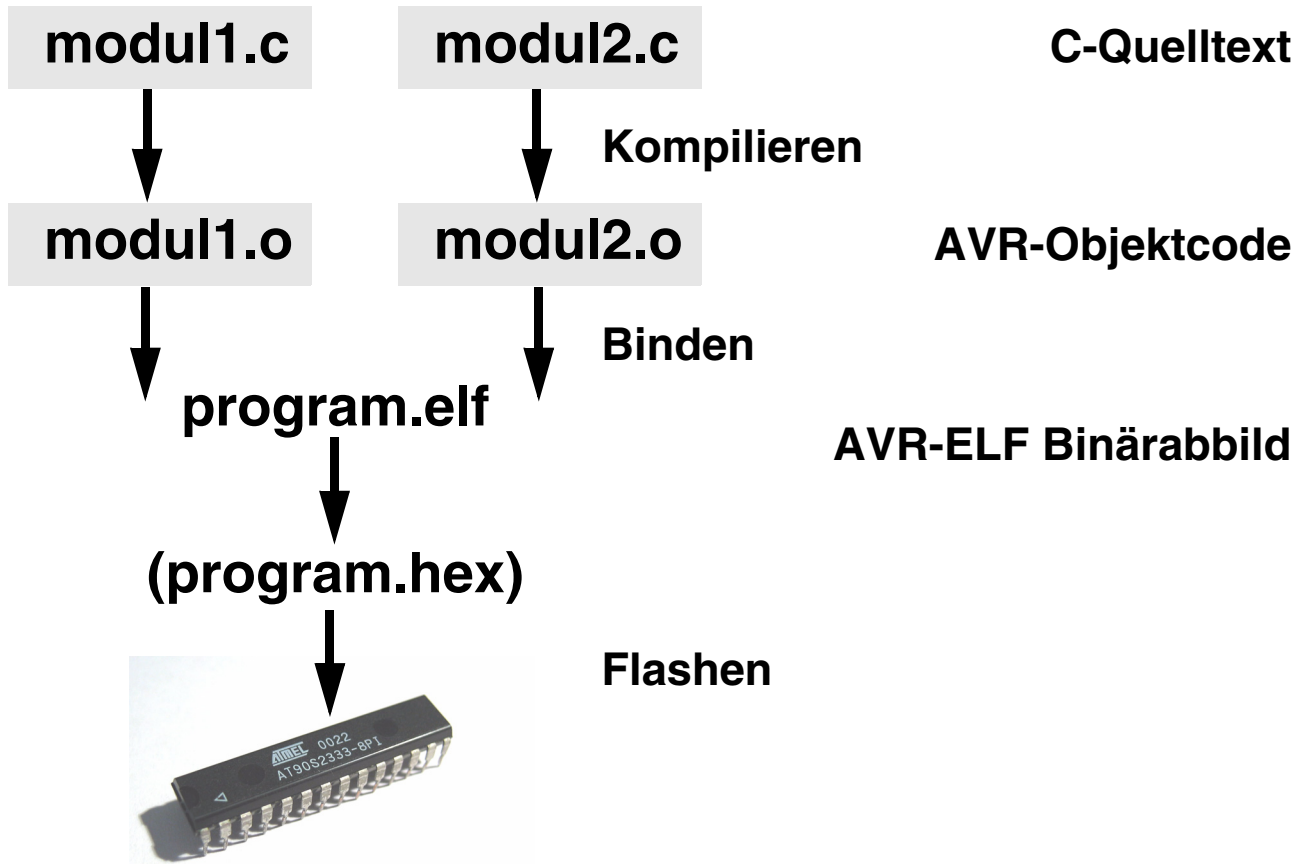 modul1.c modul2.c C-Quelltext
Kompilieren
modul1.o modul2.o AVR-Objektcode
Binden
program.elf
AVR-ELF Binärabbild
(program.hex)
Flashen
ATMEL 0022
AT90S2333-8PI